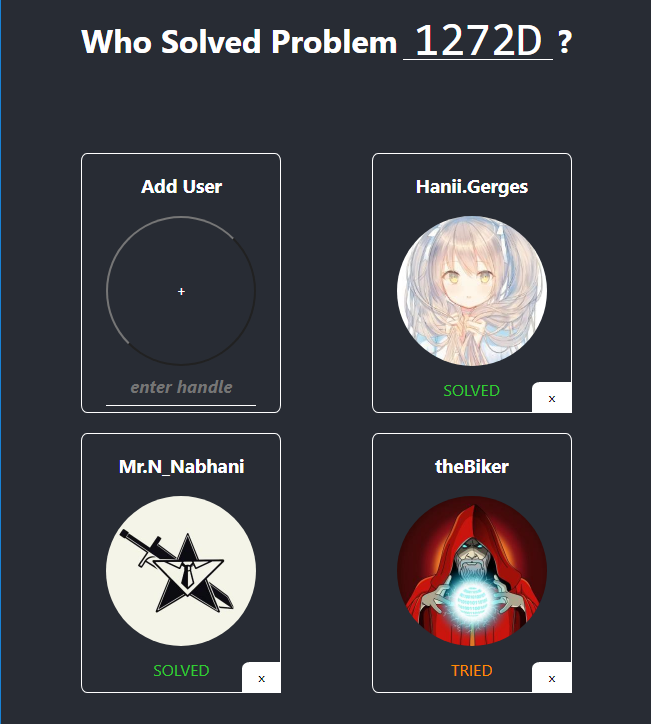 Who Solved Problem 1272D ?
Add User
+
enter handle
Hanii.Gerges
SOLVED
x
Mr.N_Nabhani
SOLVED
x
theBiker
TRIED
x